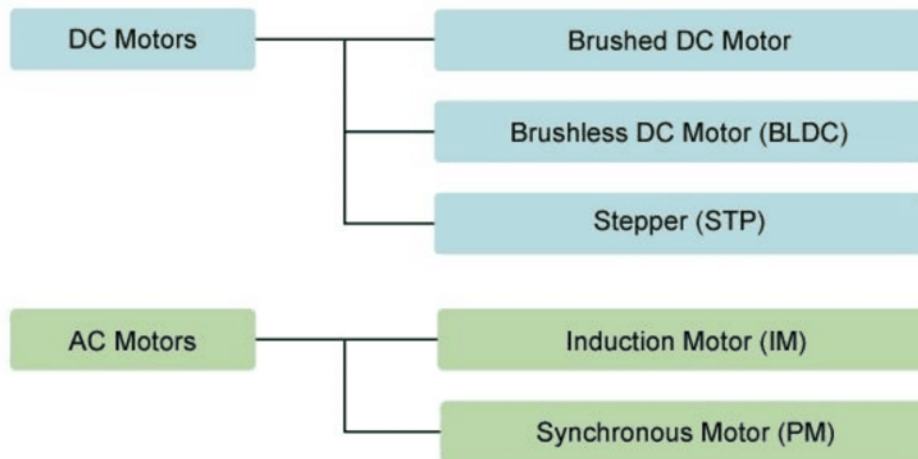 DC Motors
Brushed DC Motor
Brushless DC Motor (BLDC)
Stepper (STP)
AC Motors
Induction Motor (IM)
Synchronous Motor (PM)